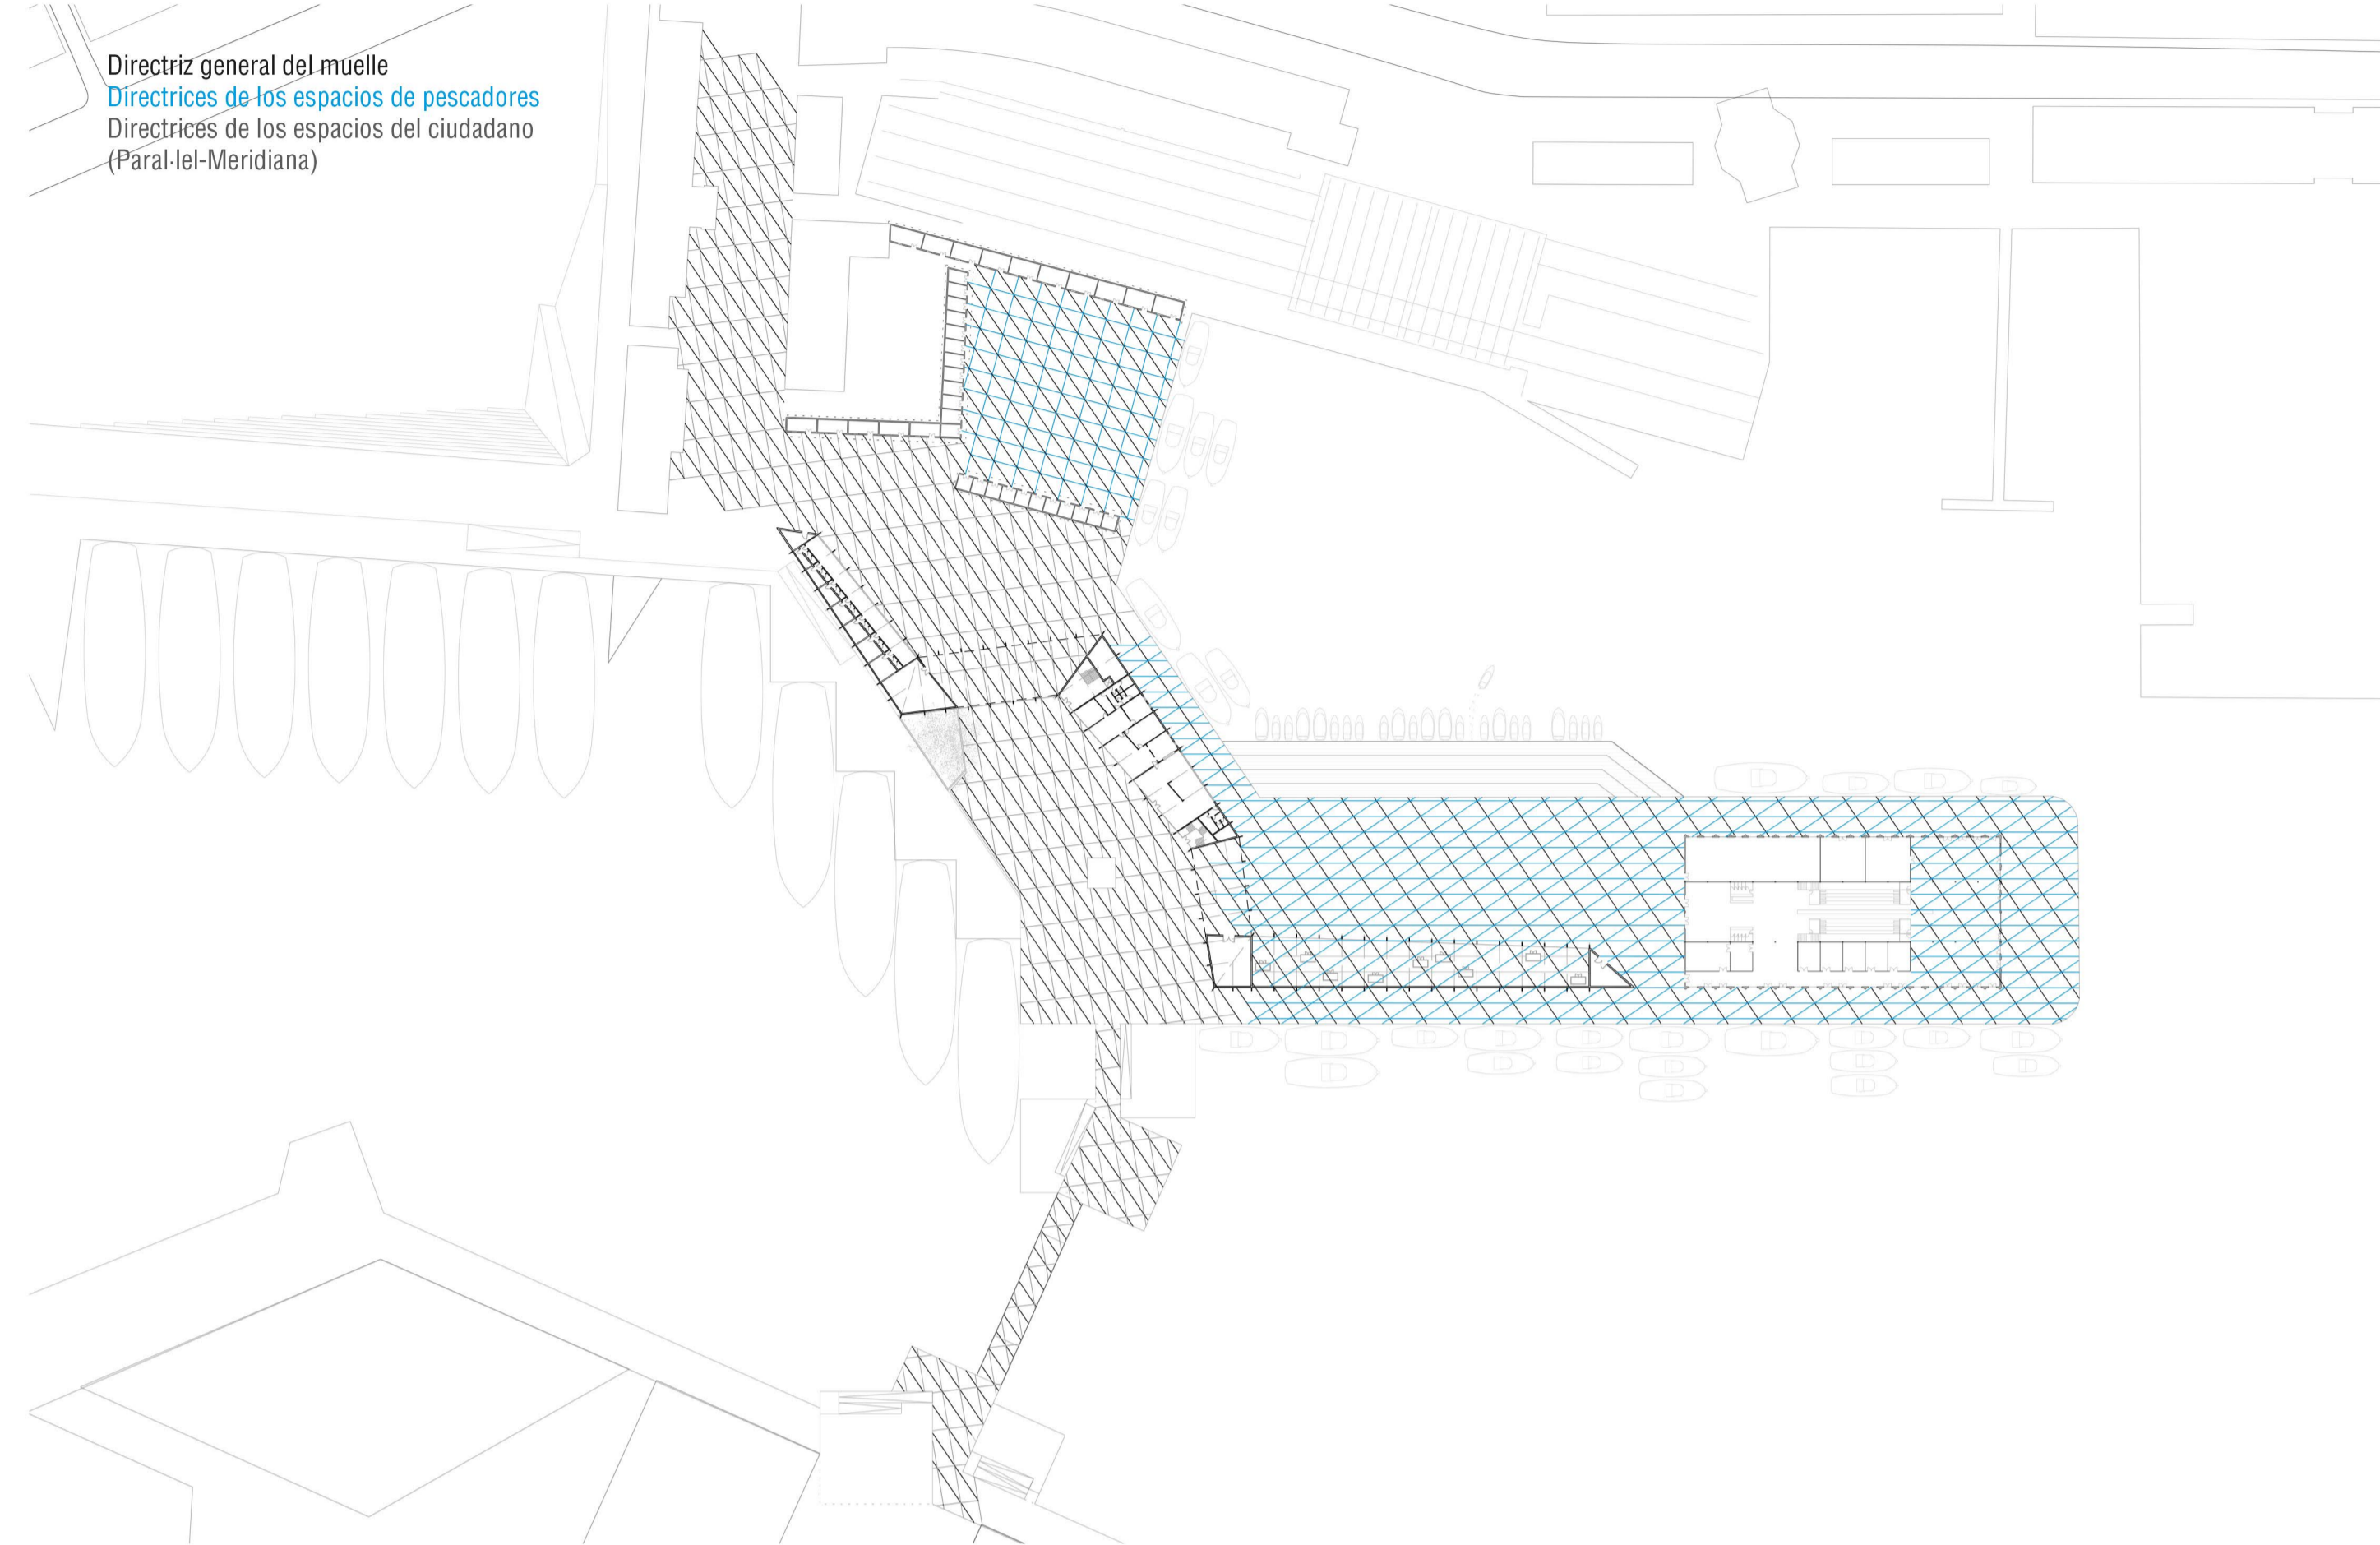 Directriz general del muelle
Directrices de los espacios de pescadores
Directrices de los espacios del ciudadano
(Paral·lel-Meridiana)